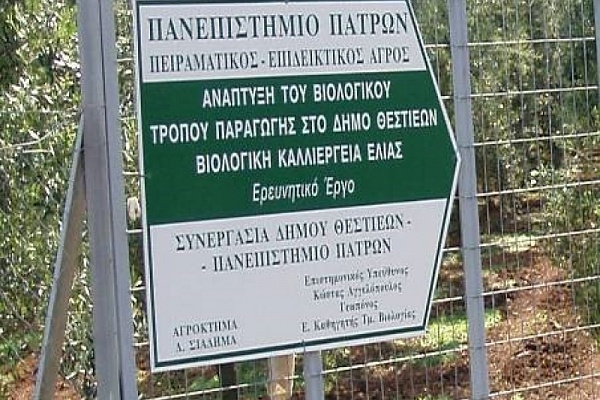 ΠΑΝΕΠΙΣΤΗΜΙΟ ΠΑΤΡΩΝ
ΠΕΙΡΑΜΑΤΙΚΟΣ - ΕΠΙΔΕΙΚΤΙΚΟΣ ΑΓΡΟΣ
ΑΝΑΠΤΥΞΗ ΤΟΥ ΒΙΟΛΟΓΙΚΟΥ
ΤΡΟΠΟΥ ΠΑΡΑΓΩΓΗΣ ΣΤΟ ΔΗΜΟ ΘΕΣΤΙΕΩΝ
ΒΙΟΛΟΓΙΚΗ ΚΑΛΛΙΕΡΓΕΙΑ ΕΛΙΑΣ
Ερευνητικό Έργο
ΣΥΝΕΡΓΑΣΙΑ ΔΗΜΟΥ ΘΕΣΤΙΕΩΝ -
- ΠΑΝΕΠΙΣΤΗΜΙΟ ΠΑΤΡΩΝ
Επιστημονικός Υπεύθυνος
Κώστας Αγγελόπουλος
Γεωπόνος
Ε. Καθηγητής Τμ. Βιολογίας
ΑΓΡΟΚΤΗΜΑ
Δ. ΣΙΑΔΗΜΑ